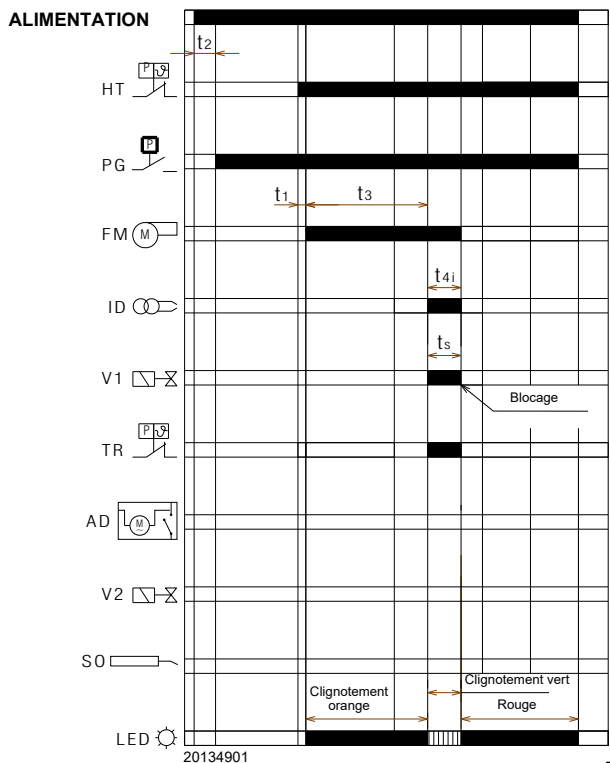 ALIMENTATION
t2
P ϑ
HT
P
PG
t1
t3
FM M
t4i
ID
ts
V1
Blocage
P ϑ
TR
AD M ~
V2
SO
Clignotement vert
Clignotement
orange
Rouge
LED
20134901